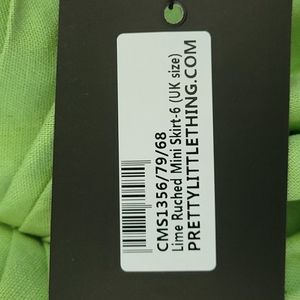 CMS1356/79/68
Lime Ruched Mini Skirt-6 (UK size)
PRETTYLITTLETHING.COM